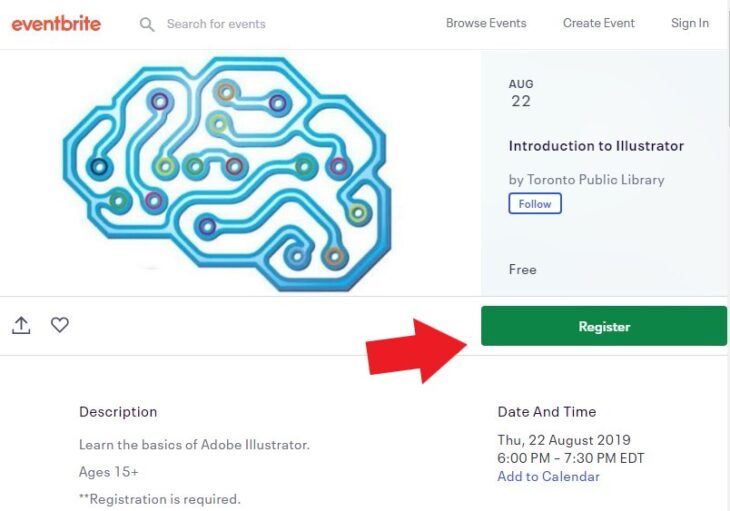 eventbrite
Search for events
Browse Events
Create Event
Sign In
AUG
22
Introduction to Illustrator
by Toronto Public Library
Follow
Free
Register
Description
Learn the basics of Adobe Illustrator.
Ages 15+
**Registration is required.
Date And Time
Thu, 22 August 2019
6:00 PM – 7:30 PM EDT
Add to Calendar